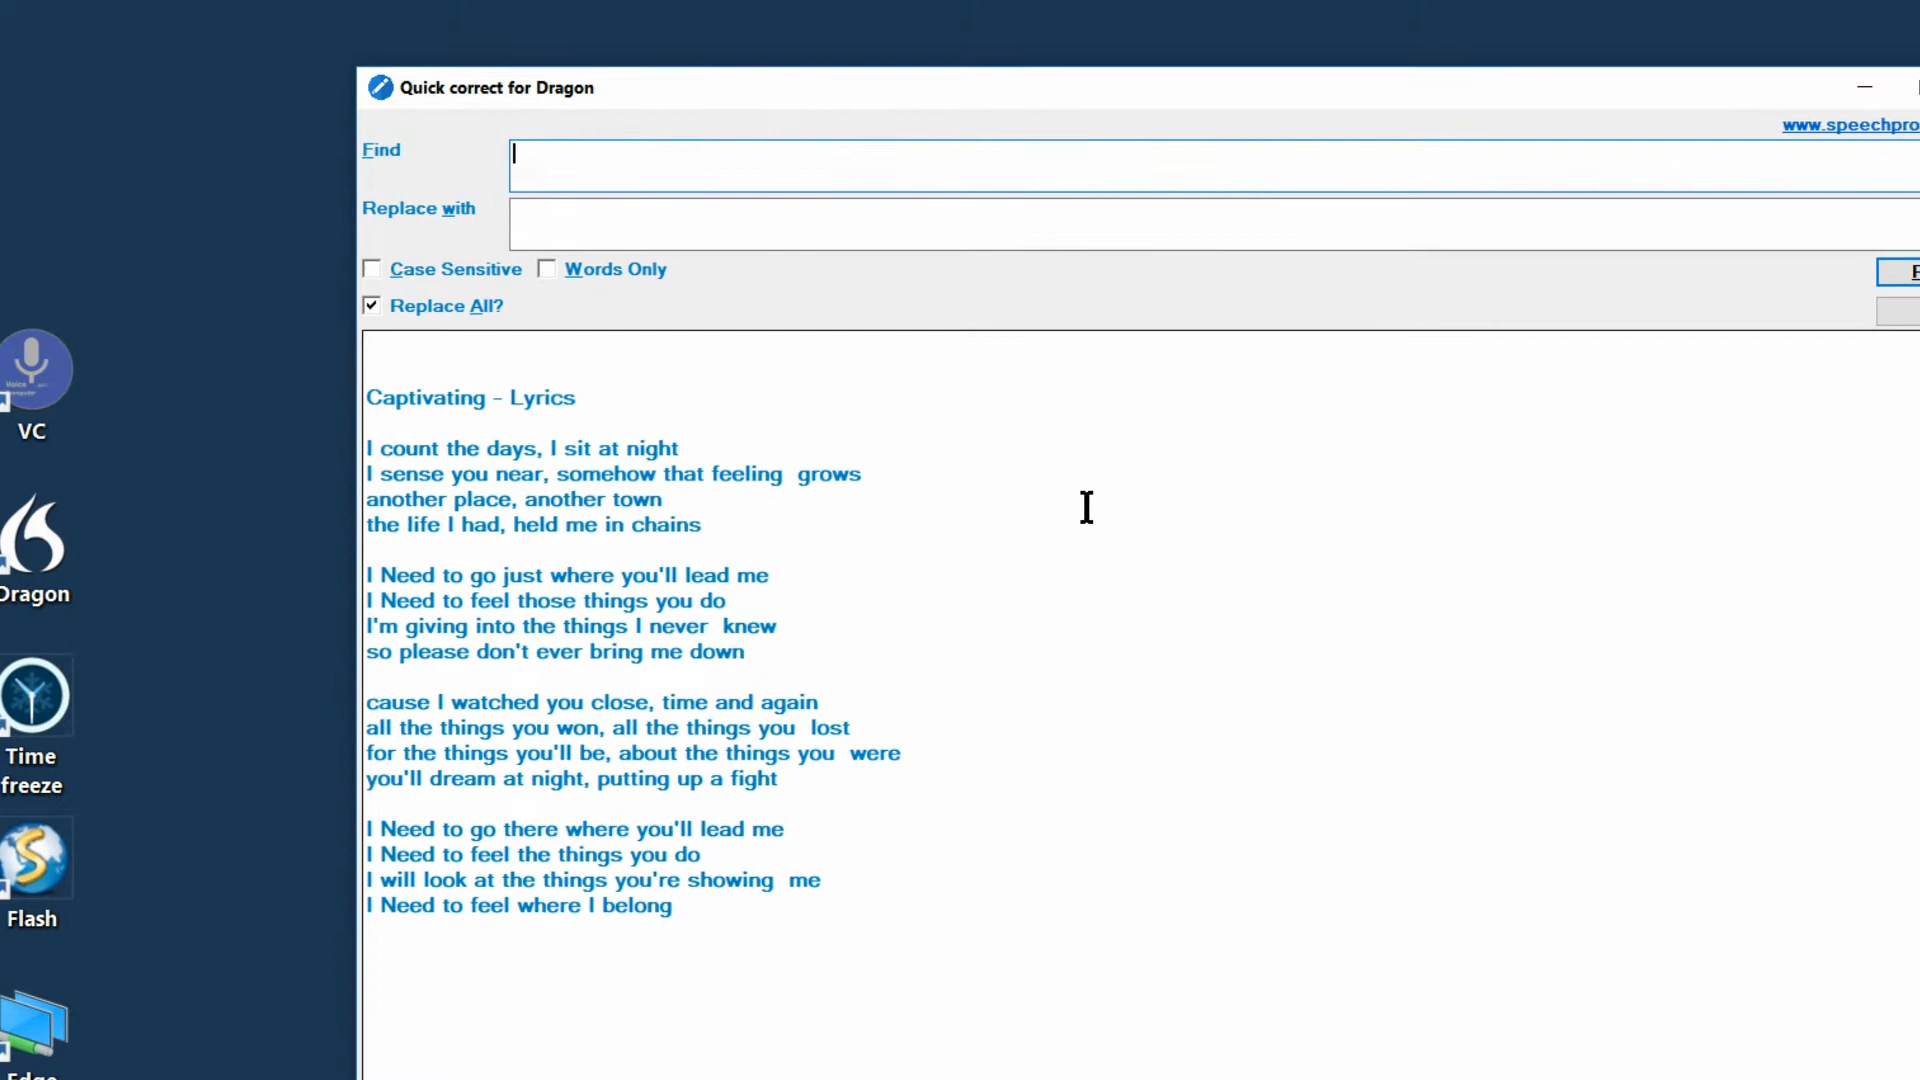 Quick correct for Dragon
www.speechpro
Find
Replace with
Case Sensitive
Words Only
Replace All?
Captivating - Lyrics
I count the days, I sit at night
I sense you near, somehow that feeling  grows
another place, another town
the life I had, held me in chains
I Need to go just where you'll lead me
I Need to feel those things you do
I'm giving into the things I never  knew
so please don't ever bring me down
cause I watched you close, time and again
all the things you won, all the things you  lost
for the things you'll be, about the things you  were
you'll dream at night, putting up a fight
I Need to go there where you'll lead me
I Need to feel the things you do
I will look at the things you're showing  me
I Need to feel where I belong
VC
Dragon
Time
freeze
Flash